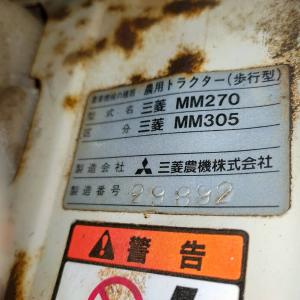 農業機械の種類 農用トラクター(歩行型)
型式名 三菱 MM270
区分 三菱 MM305
製造会社 三菱農機株式会社
製造番号 29892
警告